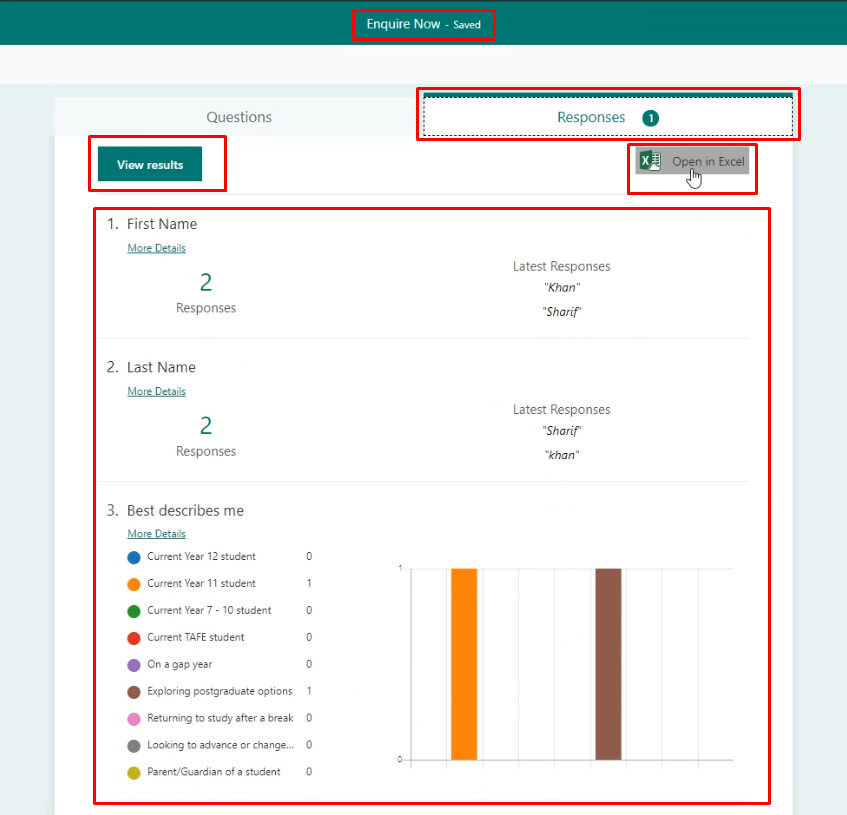 Enquire Now - Saved
Questions
Responses 1
View results
Open in Excel
1. First Name
More Details
2
Responses
Latest Responses
"Khan"
"Sharif"
2. Last Name
More Details
2
Responses
Latest Responses
"Sharif"
"khan"
3. Best describes me
More Details
Current Year 12 student 0
Current Year 11 student 1
Current Year 7 - 10 student 0
Current TAFE student 0
On a gap year 0
Exploring postgraduate options 1
Returning to study after a break 0
Looking to advance or change... 0
Parent/Guardian of a student 0
1
0